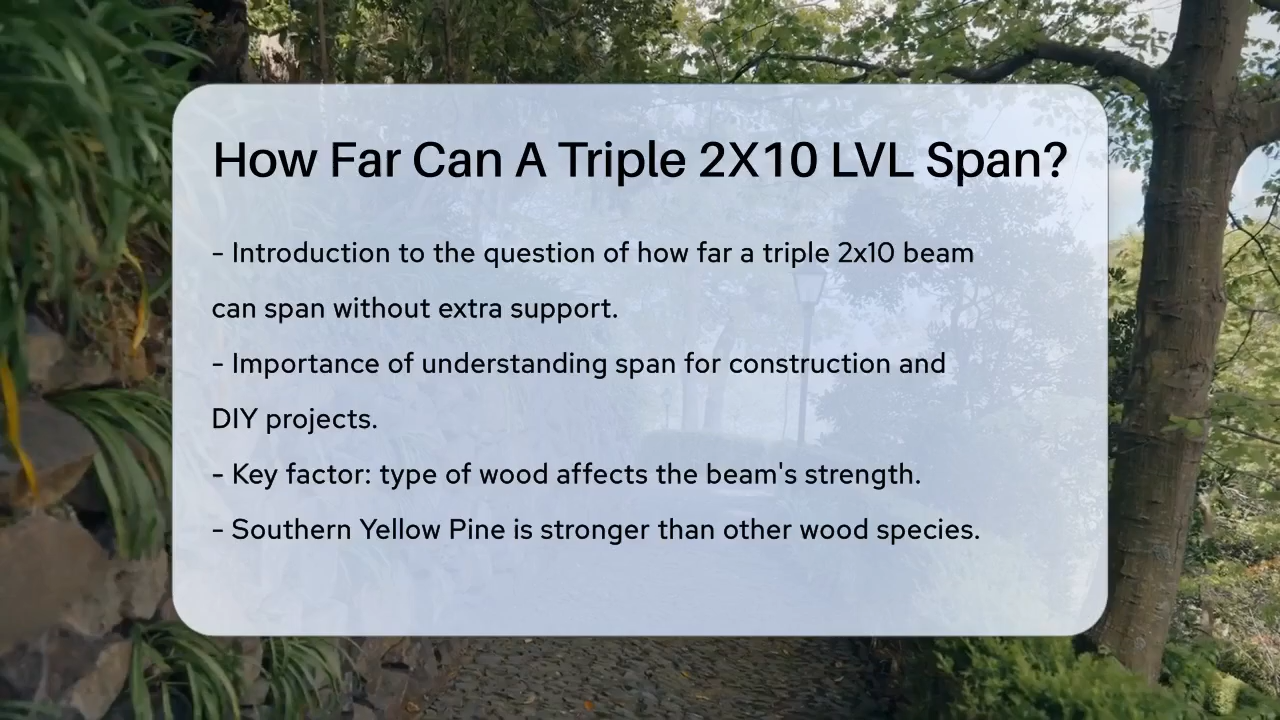 How Far Can A Triple 2X10 LVL Span?
- Introduction to the question of how far a triple 2x10 beam
can span without extra support.
- Importance of understanding span for construction and
DIY projects.
- Key factor: type of wood affects the beam's strength.
- Southern Yellow Pine is stronger than other wood species.